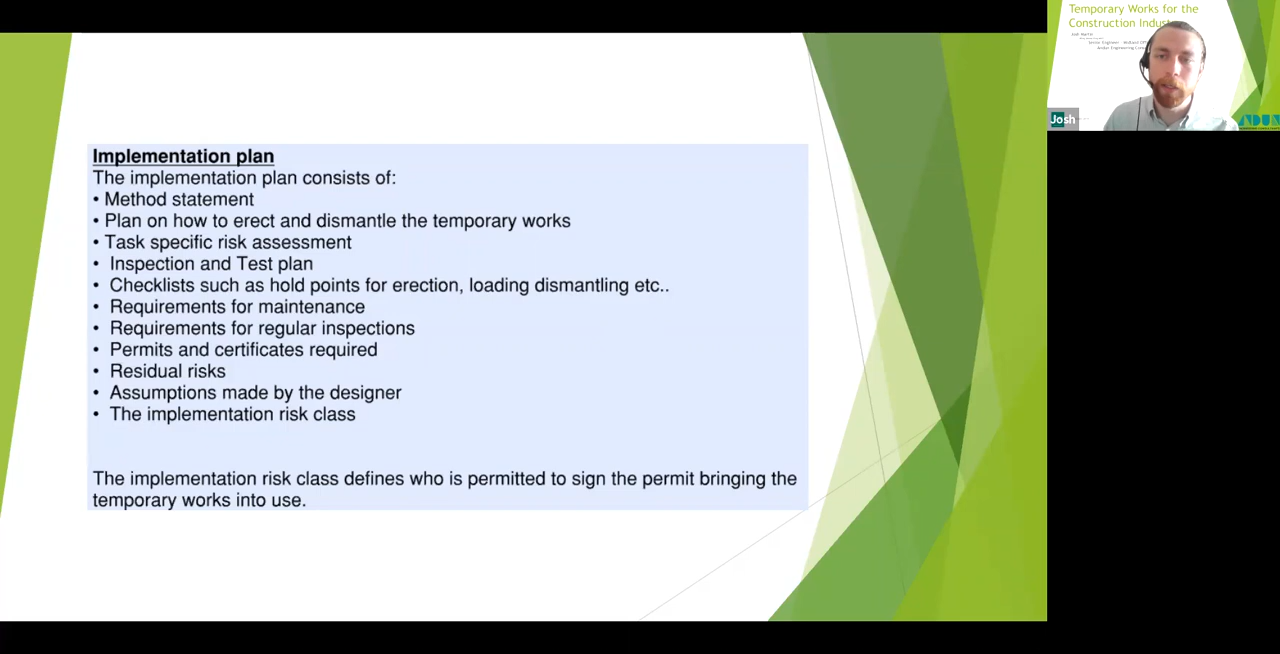 Implementation plan
The implementation plan consists of:
• Method statement
• Plan on how to erect and dismantle the temporary works
• Task specific risk assessment
• Inspection and Test plan
• Checklists such as hold points for erection, loading dismantling etc..
• Requirements for maintenance
• Requirements for regular inspections
• Permits and certificates required
• Residual risks
• Assumptions made by the designer
• The implementation risk class
The implementation risk class defines who is permitted to sign the permit bringing the
temporary works into use.
Temporary Works for the
Construction
Josh